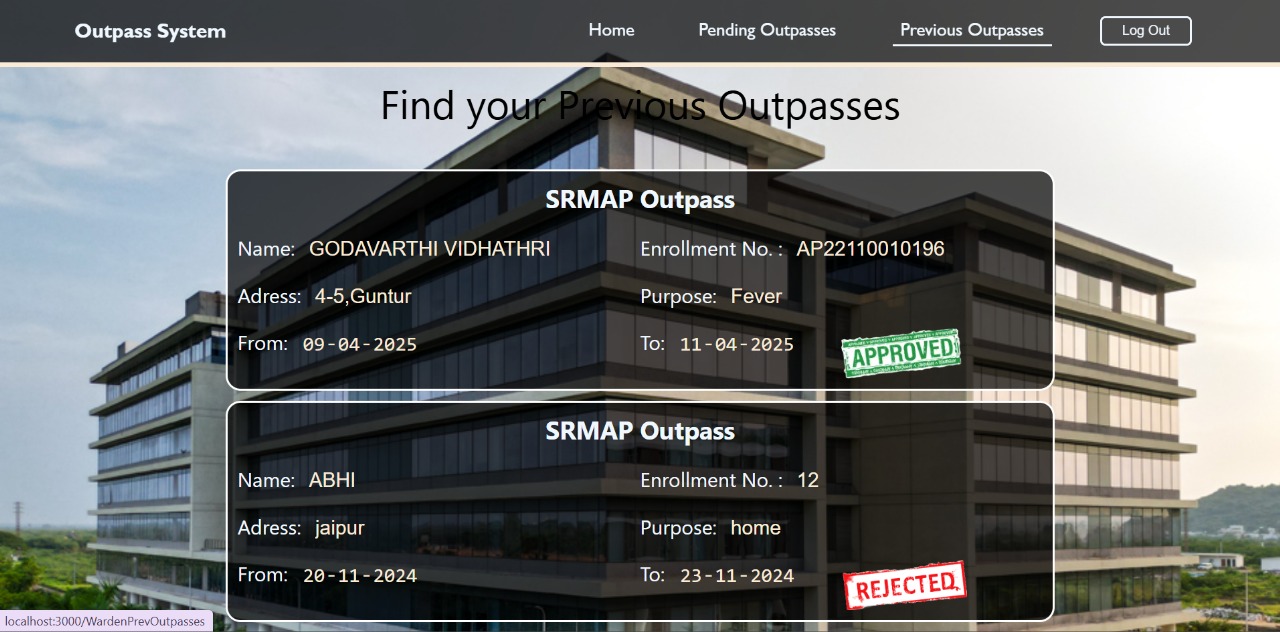 Outpass System Home Pending Outpasses Previous Outpasses Log Out
Find your Previous Outpasses
SRMAP Outpass
Name: GODAVARTHI VIDHATHRI Enrollment No. : AP22110010196
Adress: 4-5,Guntur Purpose: Fever
From: 09-04-2025 To: 11-04-2025 APPROVED
SRMAP Outpass
Name: ABHI Enrollment No. : 12
Adress: jaipur Purpose: home
From: 20-11-2024 To: 23-11-2024 REJECTED
localhost:3000/WardenPrevOutpasses